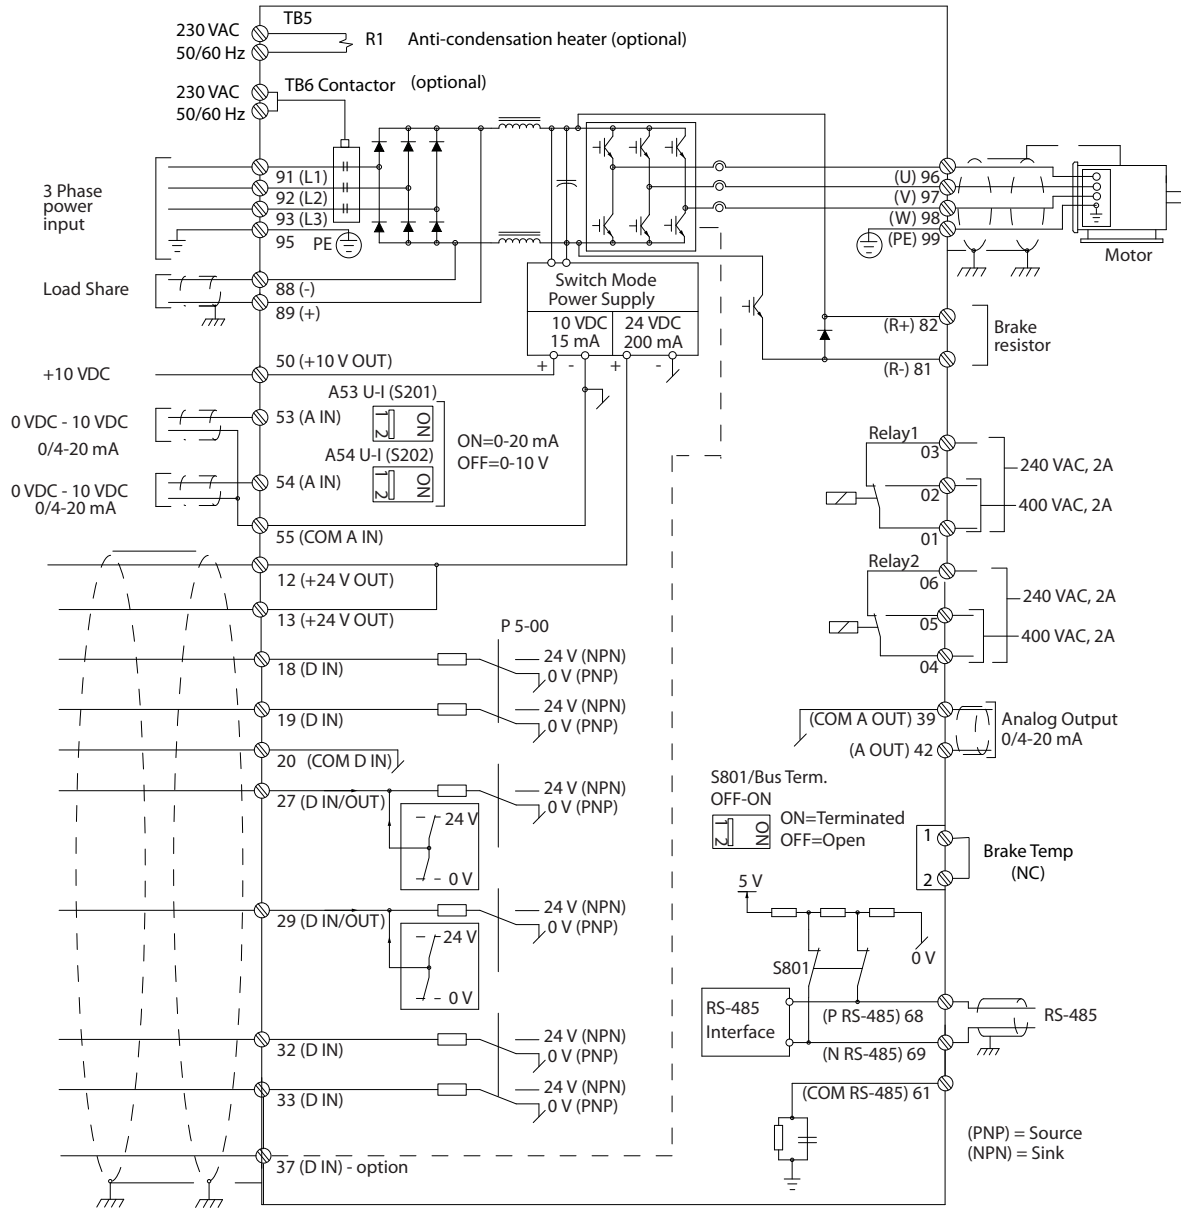 TB5
230 VAC
50/60 Hz
R1
Anti-condensation heater (optional)
TB6 Contactor
(optional)
230 VAC
50/60 Hz
3 Phase
power
input
91 (L1)
92 (L2)
93 (L3)
95
PE
(U) 96
(V) 97
(W) 98
(PE) 99
Motor
Load Share
88 (-)
89 (+)
Switch Mode
Power Supply
10 VDC
15 mA
24 VDC
200 mA
+
-
+
-
(R+) 82
(R-) 81
Brake
resistor
+10 VDC
50 (+10 V OUT)
0 VDC - 10 VDC
0/4-20 mA
53 (A IN)
A53 U-I (S201)
1 2
ON
A54 U-I (S202)
1 2
ON
ON=0-20 mA
OFF=0-10 V
0 VDC - 10 VDC
0/4-20 mA
54 (A IN)
55 (COM A IN)
Relay1
03
02
01
240 VAC, 2A
400 VAC, 2A
Relay2
06
05
04
240 VAC, 2A
400 VAC, 2A
12 (+24 V OUT)
13 (+24 V OUT)
P 5-00
18 (D IN)
24 V (NPN)
0 V (PNP)
19 (D IN)
24 V (NPN)
0 V (PNP)
20 (COM D IN)
27 (D IN/OUT)
24 V (NPN)
0 V (PNP)
24 V
0 V
29 (D IN/OUT)
24 V (NPN)
0 V (PNP)
24 V
0 V
32 (D IN)
24 V (NPN)
0 V (PNP)
33 (D IN)
24 V (NPN)
0 V (PNP)
37 (D IN) - option
(COM A OUT) 39
(A OUT) 42
Analog Output
0/4-20 mA
S801/Bus Term.
OFF-ON
1 2
ON
ON=Terminated
OFF=Open
1
2
Brake Temp
(NC)
5 V
0 V
S801
RS-485
Interface
(P RS-485) 68
(N RS-485) 69
RS-485
(COM RS-485) 61
(PNP) = Source
(NPN) = Sink